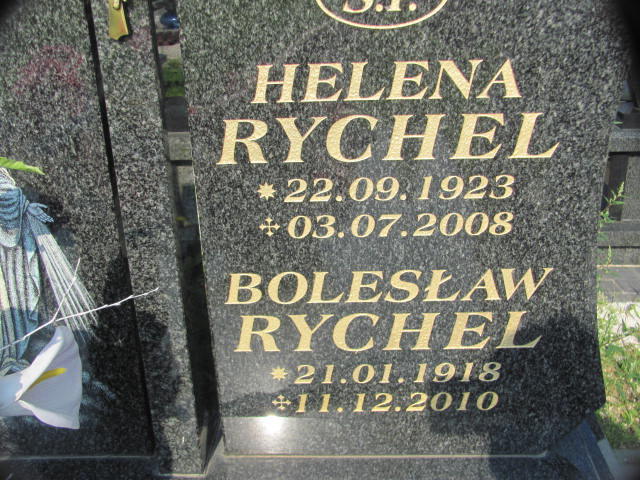 Ś.P.
HELENA
RYCHEL
✷ 22.09.1923
✣ 03.07.2008
BOLESŁAW
RYCHEL
✷ 21.01.1918
✣ 11.12.2010